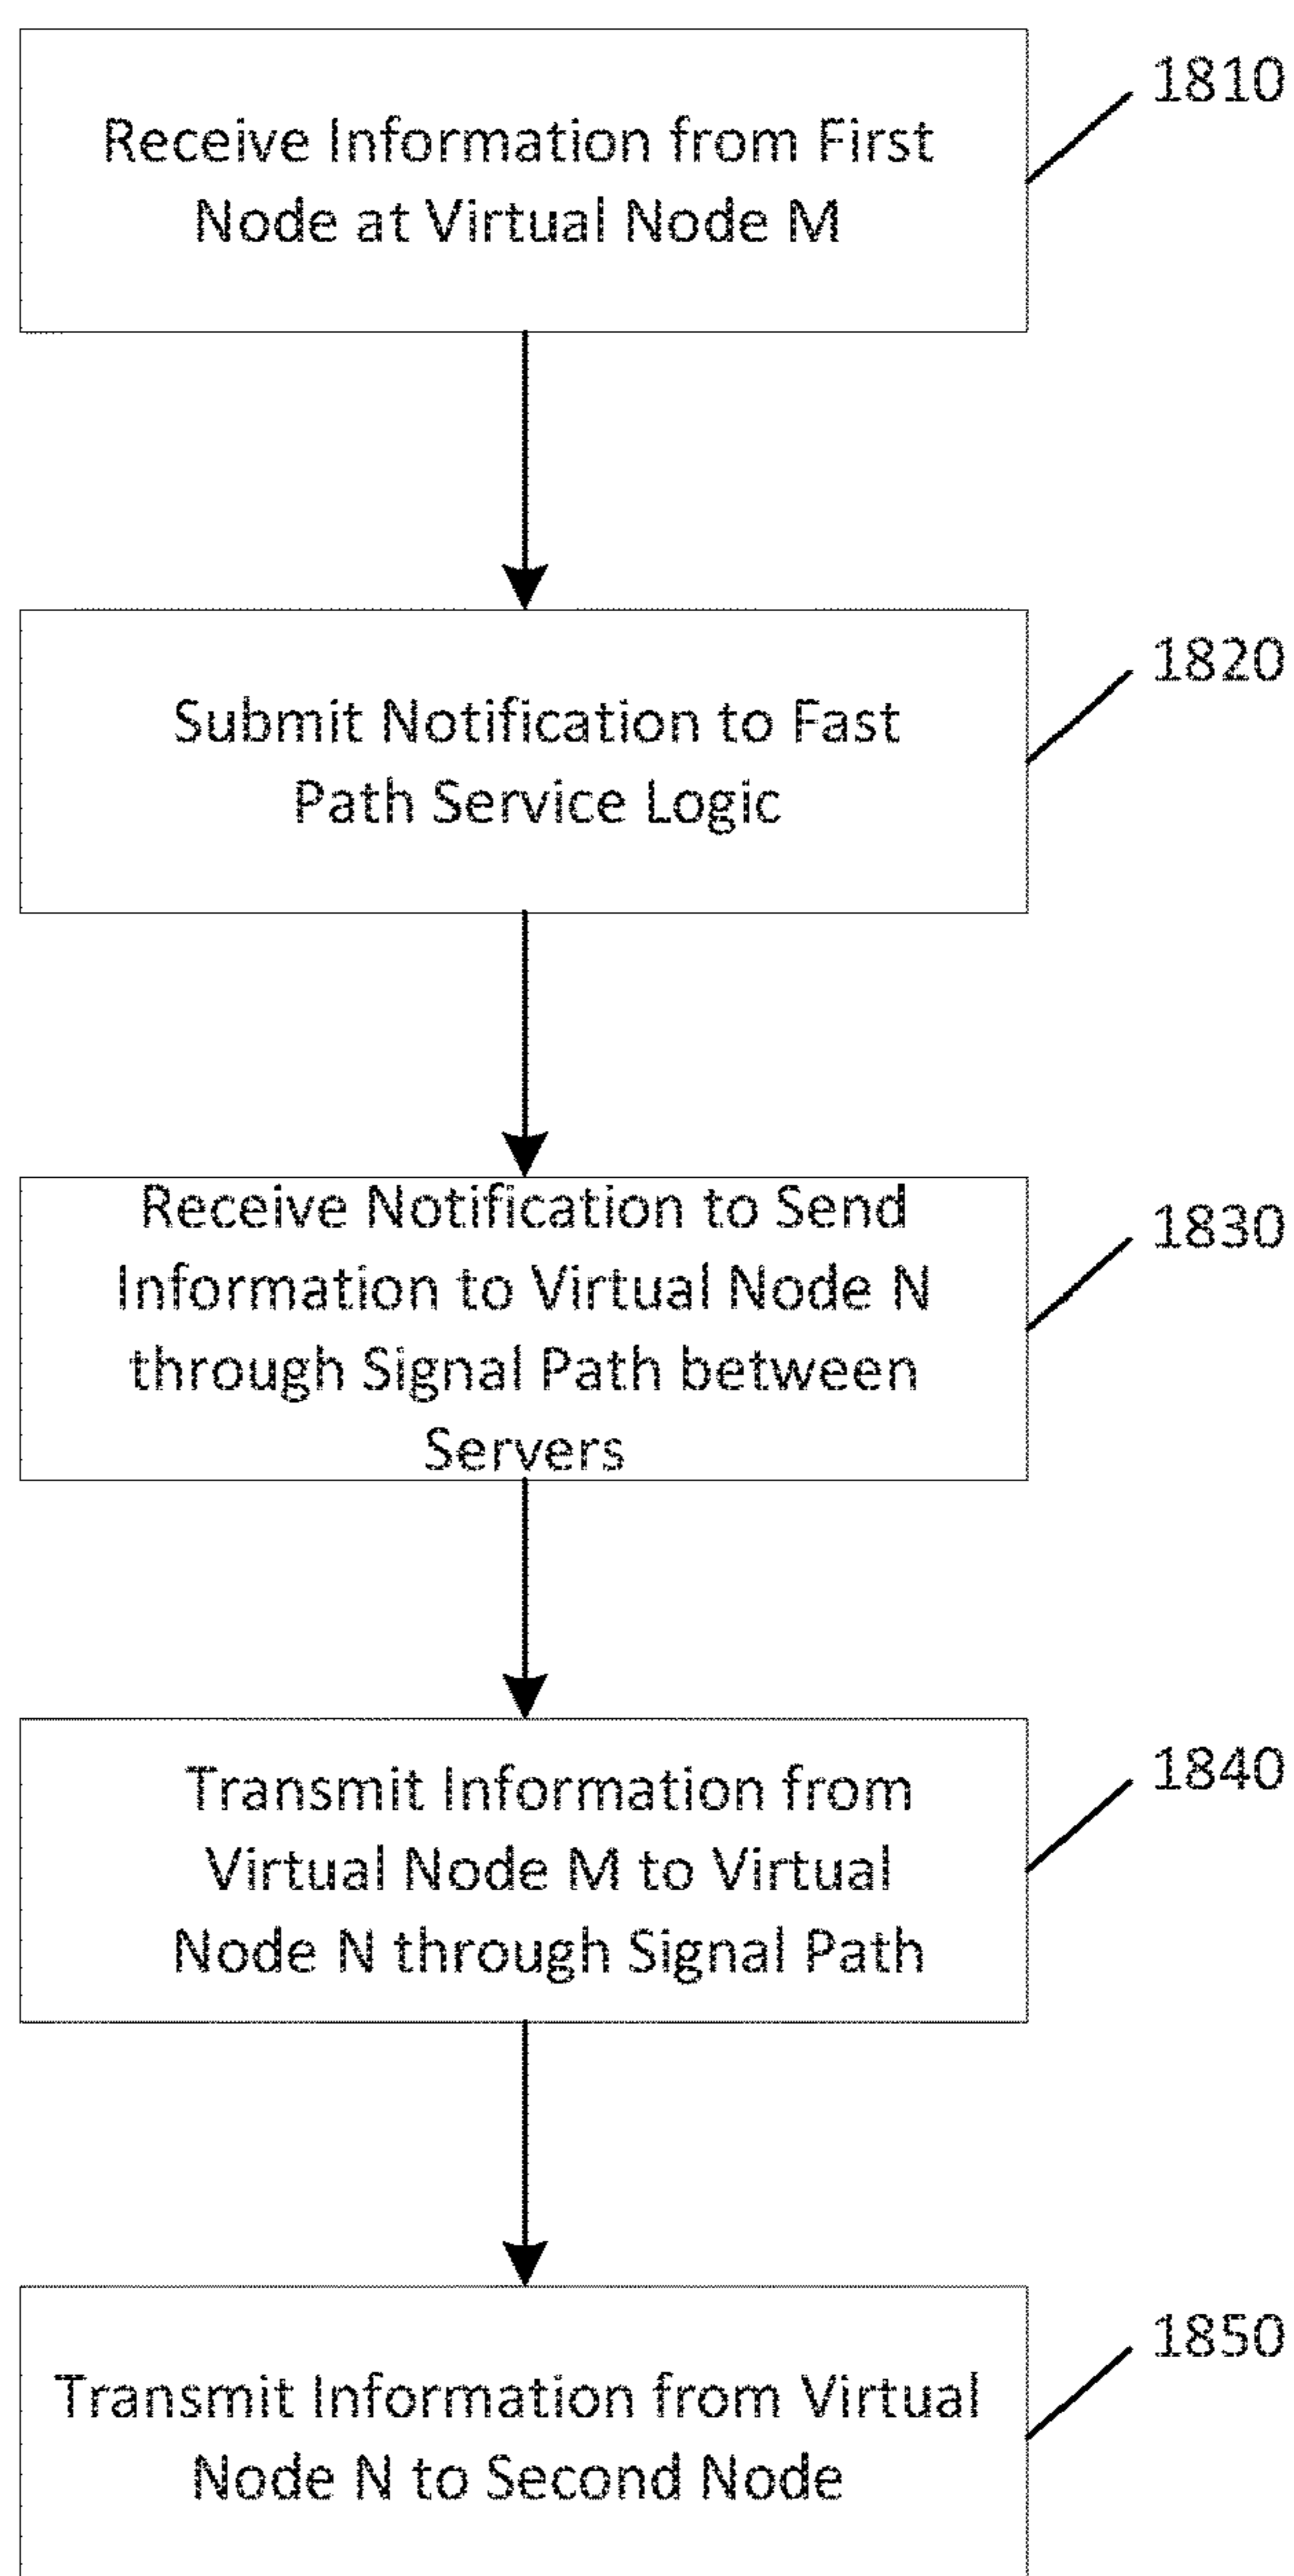 Receive Information from First
Node at Virtual Node M
1810
Submit Notification to Fast
Path Service Logic
1820
Receive Notification to Send
Information to Virtual Node N
through Signal Path between
Servers
1830
Transmit Information from
Virtual Node M to Virtual
Node N through Signal Path
1840
Transmit Information from Virtual
Node N to Second Node
1850